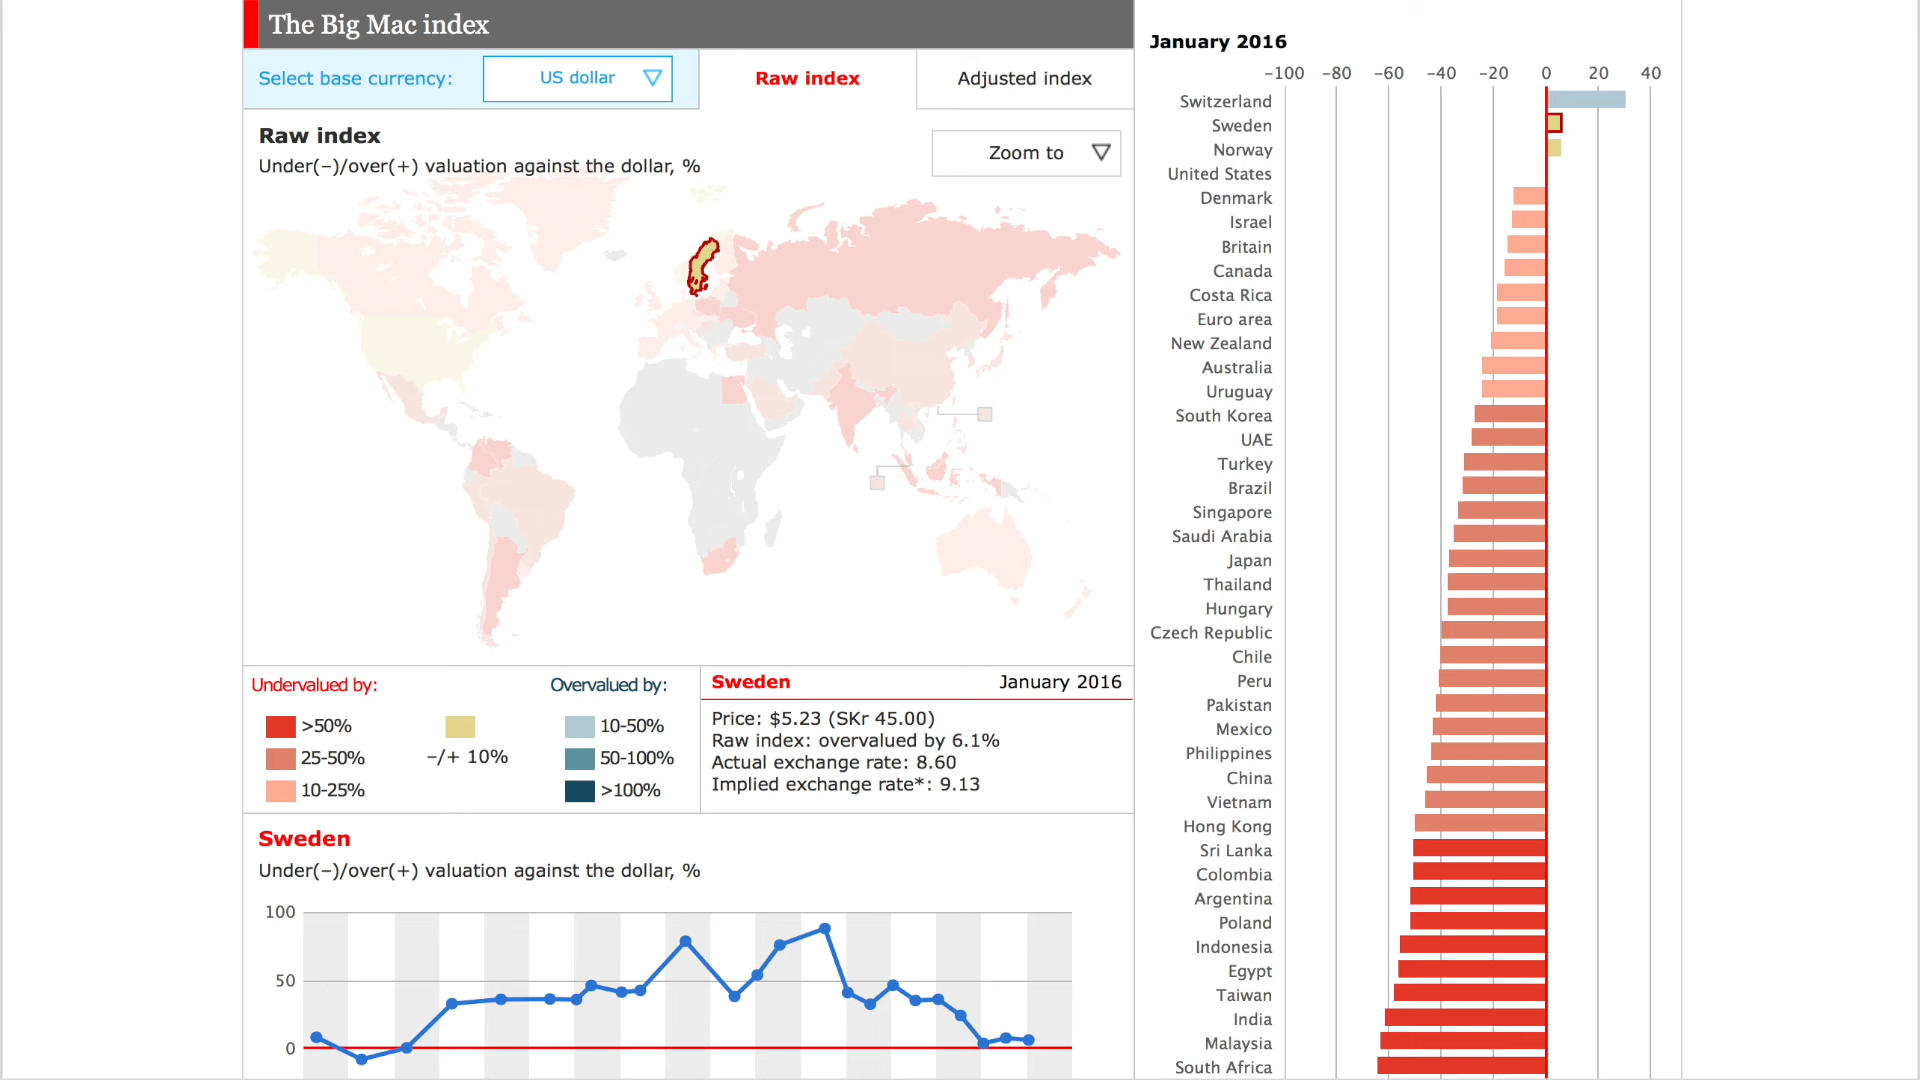 The Big Mac index
Select base currency:
US dollar
Raw index
Adjusted index
Raw index
Under(−)/over(+) valuation against the dollar, %
Zoom to
Undervalued by:
>50%
25-50%
10-25%
−/+ 10%
Overvalued by:
10-50%
50-100%
>100%
Sweden
January 2016
Price: $5.23 (SKr 45.00)
Raw index: overvalued by 6.1%
Actual exchange rate: 8.60
Implied exchange rate*: 9.13
Sweden
Under(−)/over(+) valuation against the dollar, %
100
50
0
January 2016
−100 −80 −60 −40 −20 0 20 40
Switzerland
Sweden
Norway
United States
Denmark
Israel
Britain
Canada
Costa Rica
Euro area
New Zealand
Australia
Uruguay
South Korea
UAE
Turkey
Brazil
Singapore
Saudi Arabia
Japan
Thailand
Hungary
Czech Republic
Chile
Peru
Pakistan
Mexico
Philippines
China
Vietnam
Hong Kong
Sri Lanka
Colombia
Argentina
Poland
Indonesia
Egypt
Taiwan
India
Malaysia
South Africa